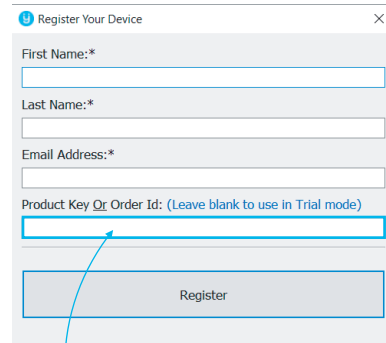 Register Your Device
First Name:*
Last Name:*
Email Address:*
Product Key Or Order Id: (Leave blank to use in Trial mode)
Register